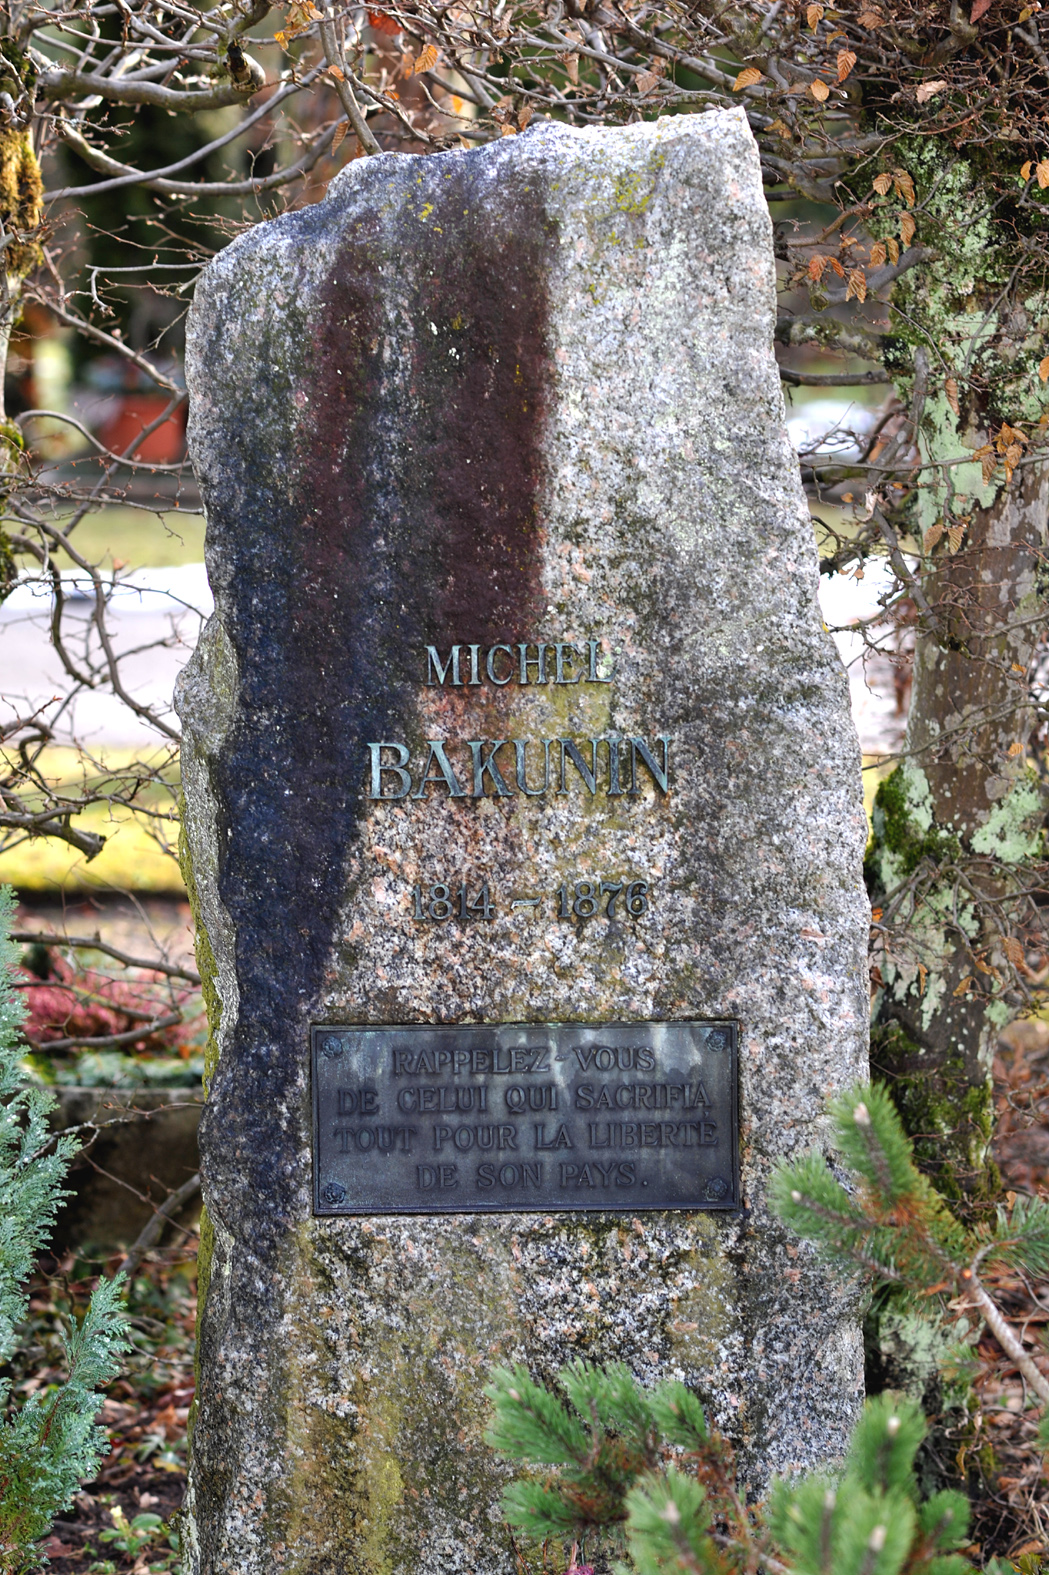 MICHEL
BAKUNIN
1814 – 1876
RAPPELEZ-VOUS
DE CELUI QUI SACRIFIA
TOUT POUR LA LIBERTE
DE SON PAYS.